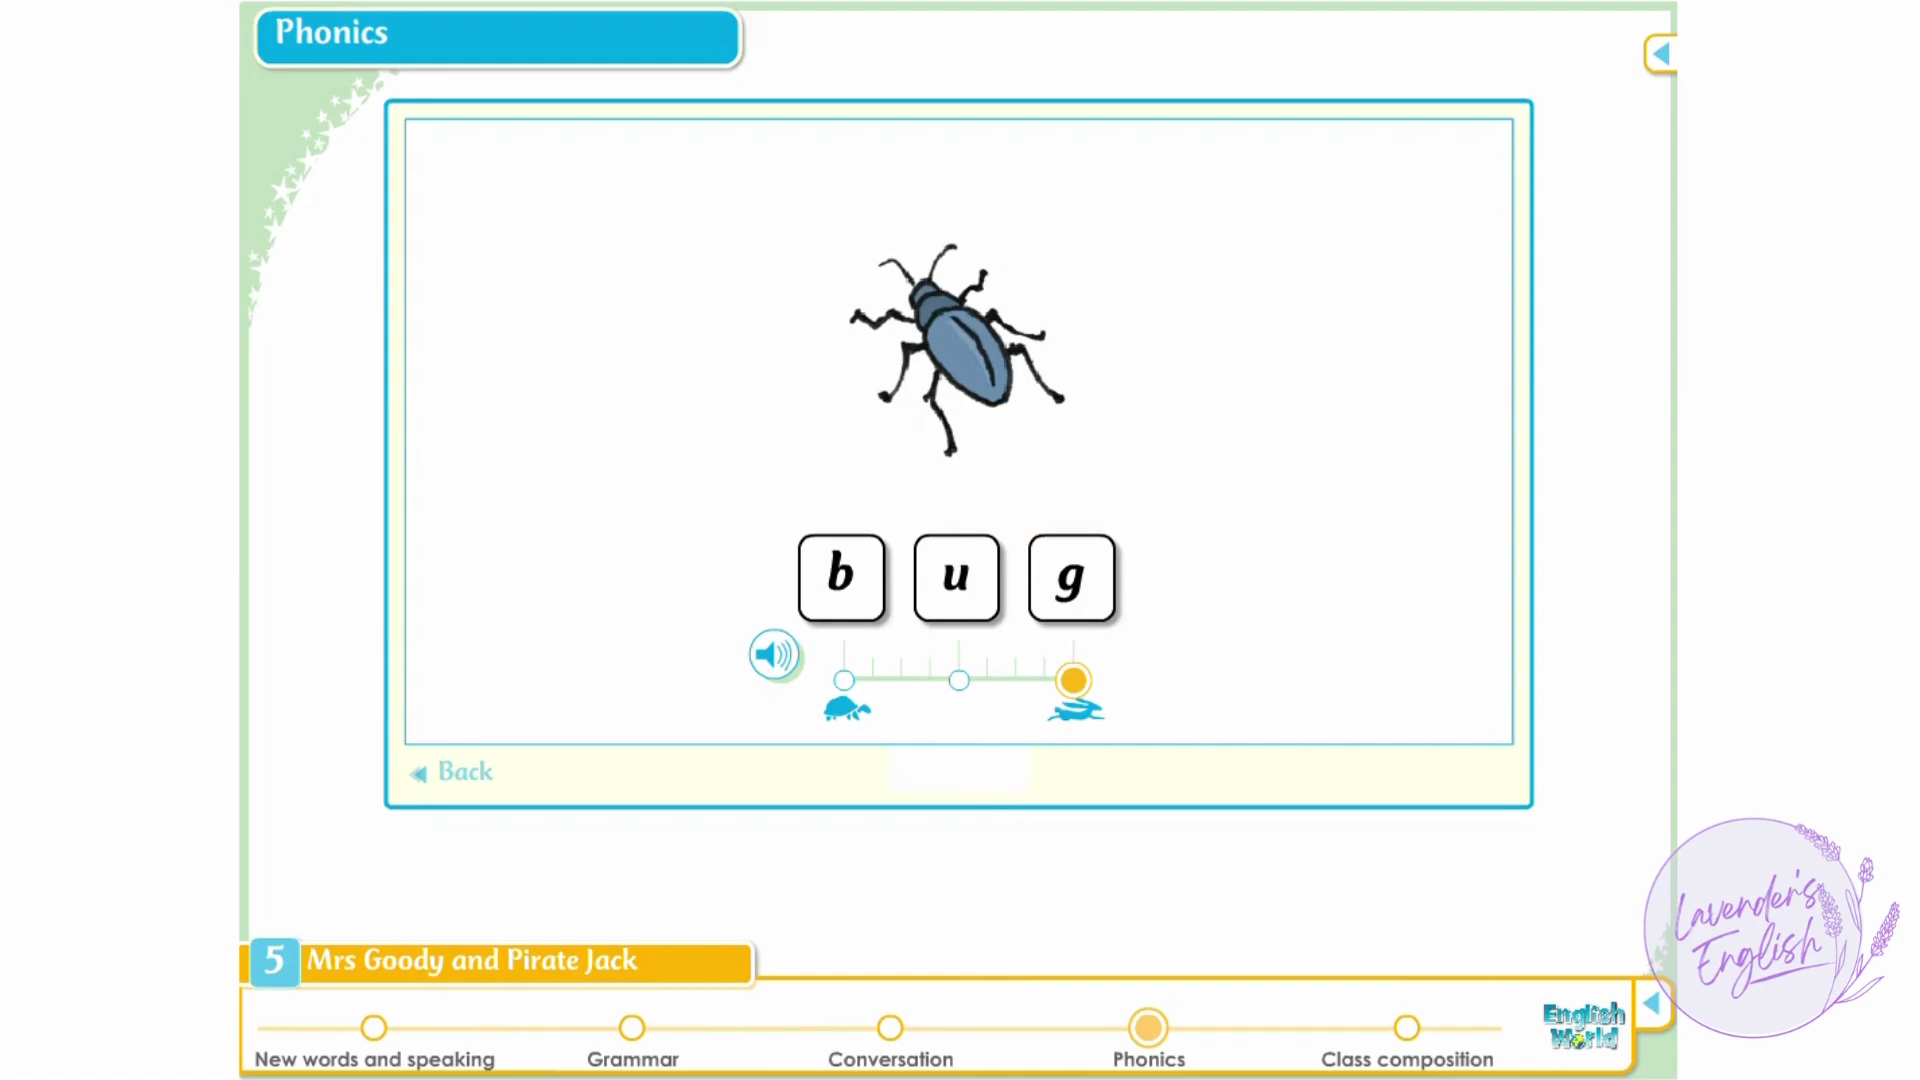 Phonics
b u g
Back
Lavender's
English
5 Mrs Goody and Pirate Jack
English
World
New words and speaking Grammar Conversation Phonics Class composition